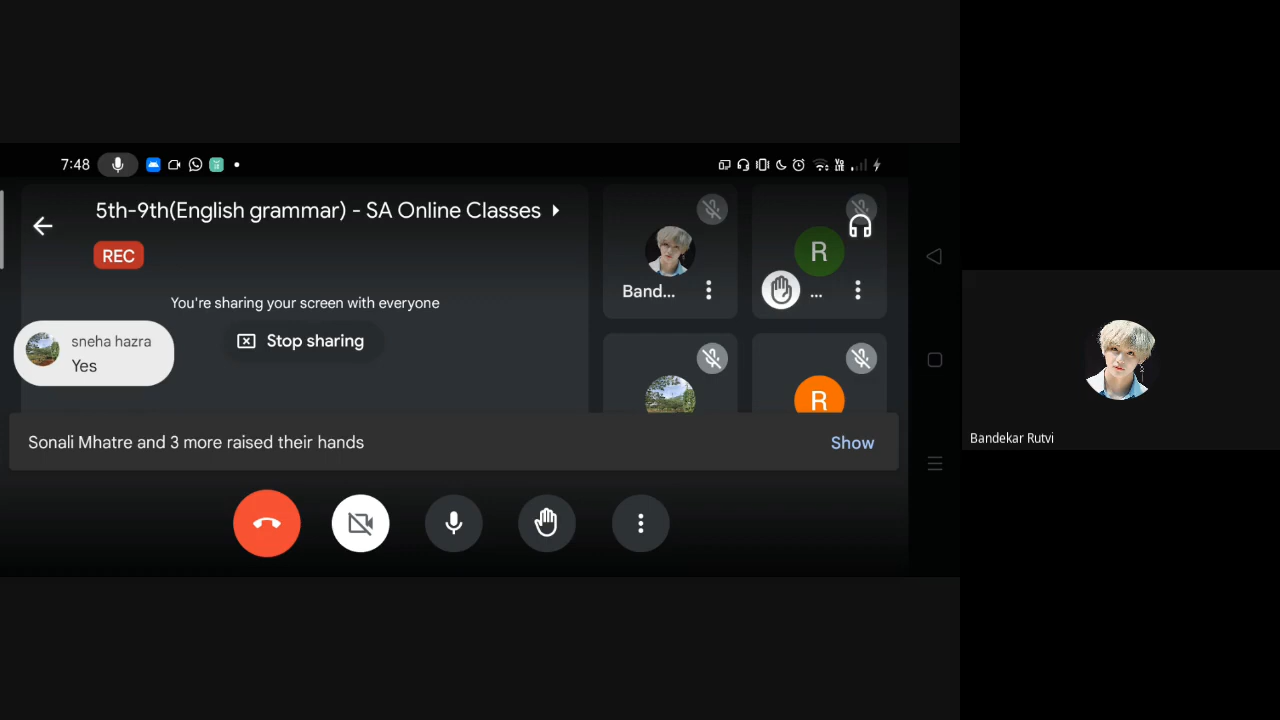 7:48
5th-9th(English grammar) - SA Online Classes
REC
You're sharing your screen with everyone
Stop sharing
sneha hazra
Yes
Band...
R
...
R
Sonali Mhatre and 3 more raised their hands
Show
Bandekar Rutvi